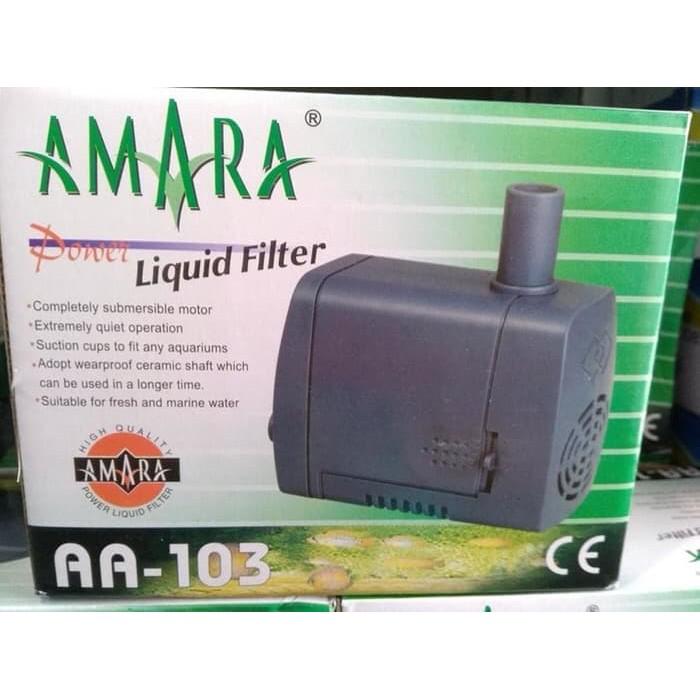 AMARA®
Power Liquid Filter
•Completely submersible motor
•Extremely quiet operation
•Suction cups to fit any aquariums
•Adopt wearproof ceramic shaft which
can be used in a longer time.
•Suitable for fresh and marine water
HIGH QUALITY
AMARA
POWER LIQUID FILTER
AA-103
CE